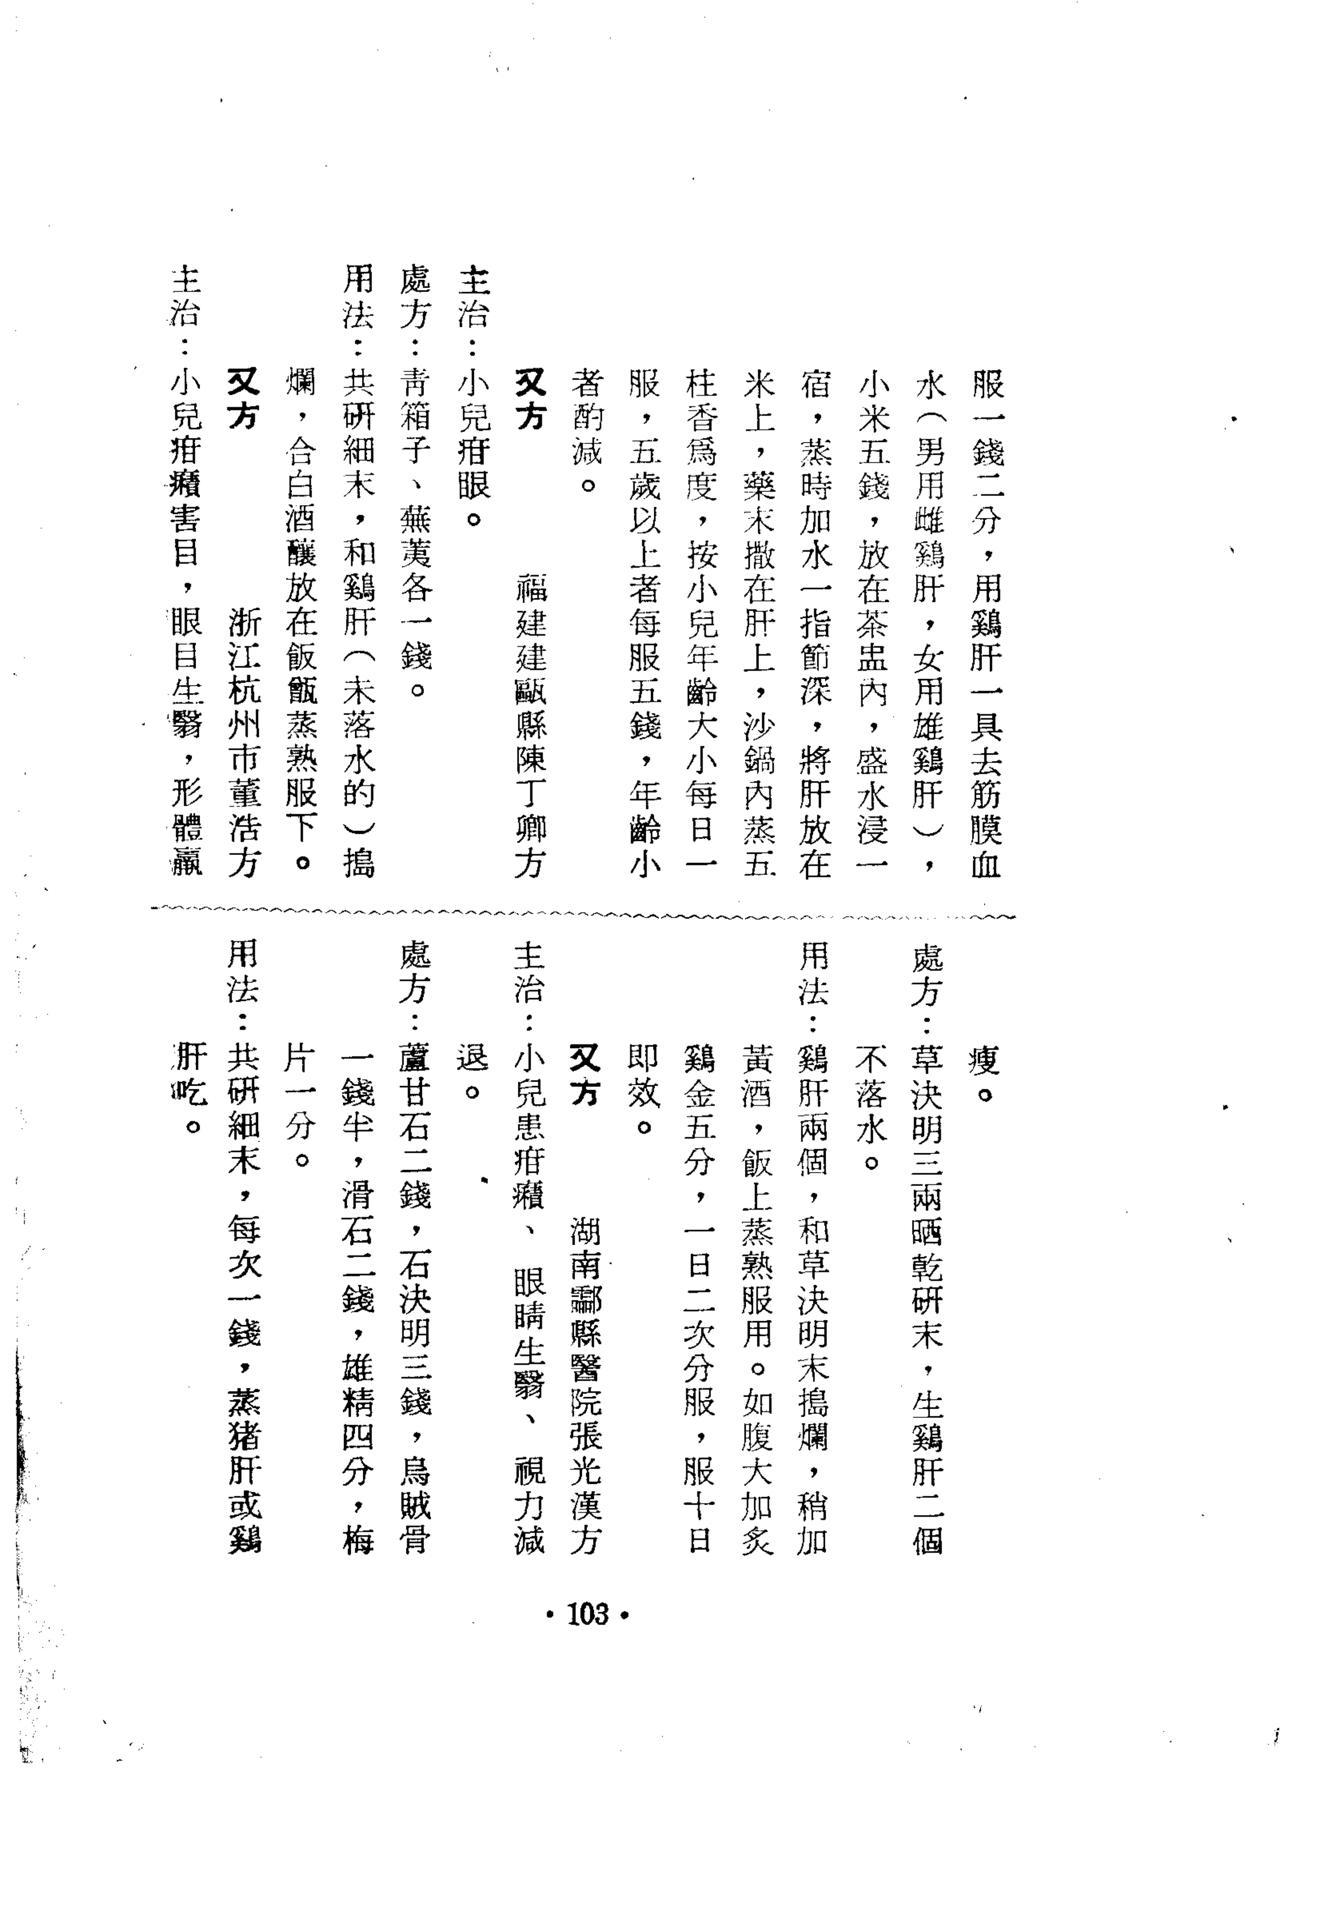 服一錢二分，用鷄肝一具去筋膜血
水（男用雌鷄肝，女用雄鷄肝），
小米五錢，放在茶盅內，盛水浸一
宿，蒸時加水一指節深，將肝放在
米上，藥末撒在肝上，沙鍋內蒸五
柱香爲度，按小兒年齡大小每日一
服，五歲以上者每服五錢，年齡小
者酌減。
又方　福建建甌縣陳丁卿方
主治：小兒疳眼。
處方：靑箱子、蕪荑各一錢。
用法：共研細末，和鷄肝（未落水的）搗
爛，合白酒釀放在飯甑蒸熟服下。
又方　浙江杭州市董浩方
主治：小兒疳癪害目，眼目生翳，形體羸
瘦。
處方：草決明三兩晒乾研末，生鷄肝二個
不落水。
用法：鷄肝兩個，和草決明末搗爛，稍加
黃酒，飯上蒸熟服用。如腹大加炙
鷄金五分，一日二次分服，服十日
即效。
又方　湖南酃縣醫院張光漢方
主治：小兒患疳癪、眼睛生翳、視力減
退。
處方：蘆甘石二錢，石決明三錢，烏賊骨
一錢半，滑石二錢，雄精四分，梅
片一分。
用法：共研細末，每次一錢，蒸猪肝或鷄
肝吃。
·103·